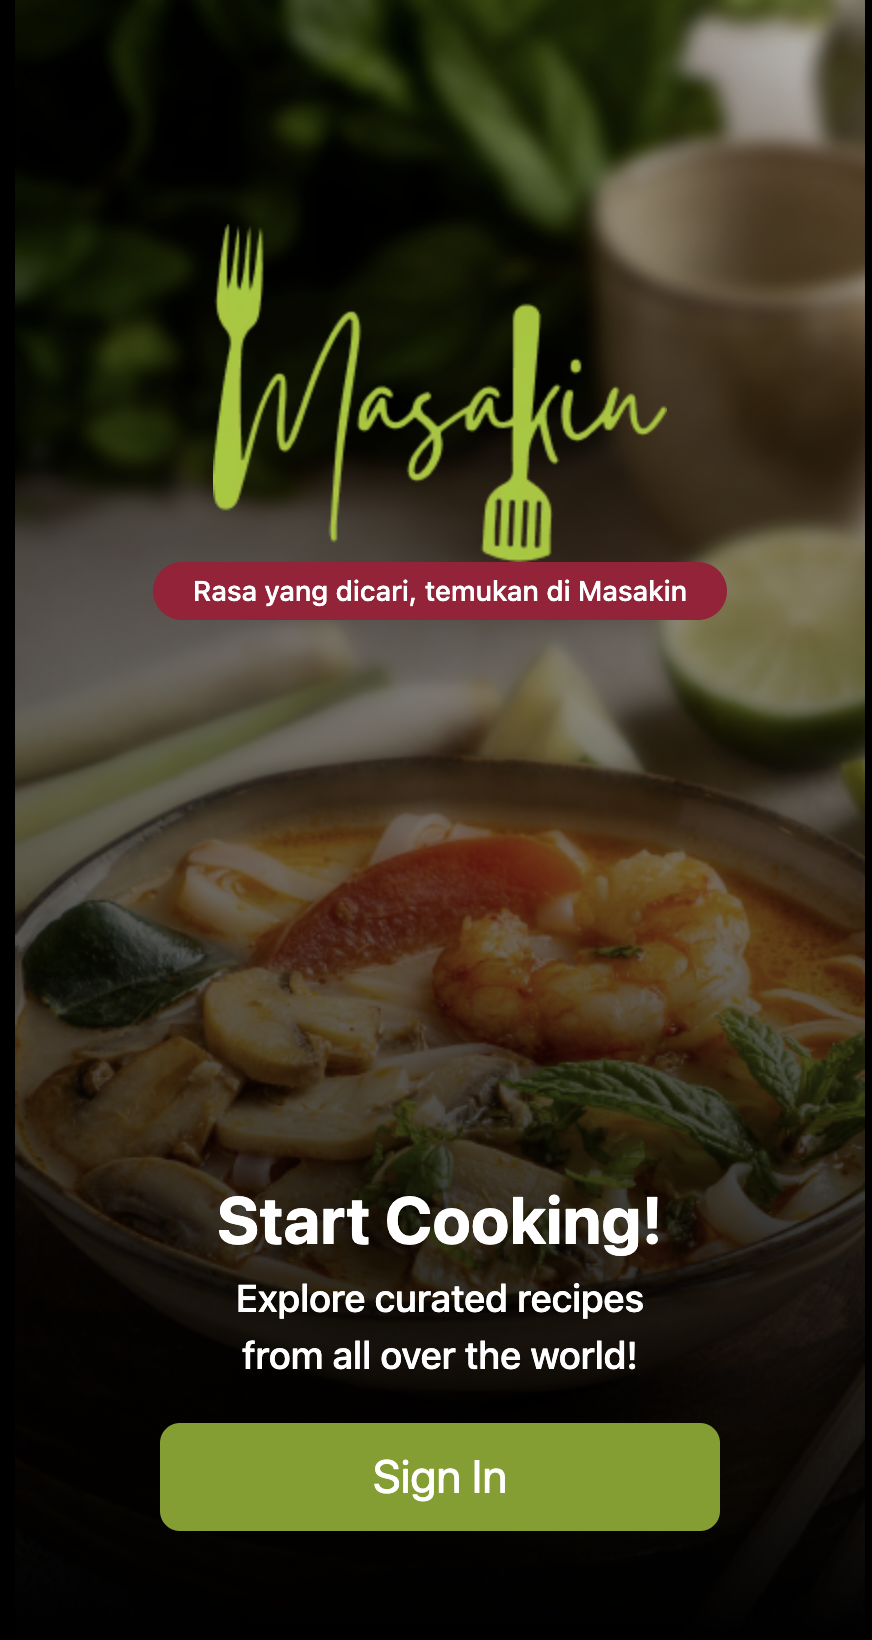 Masakin
Rasa yang dicari, temukan di Masakin
Start Cooking!
Explore curated recipes
from all over the world!
Sign In